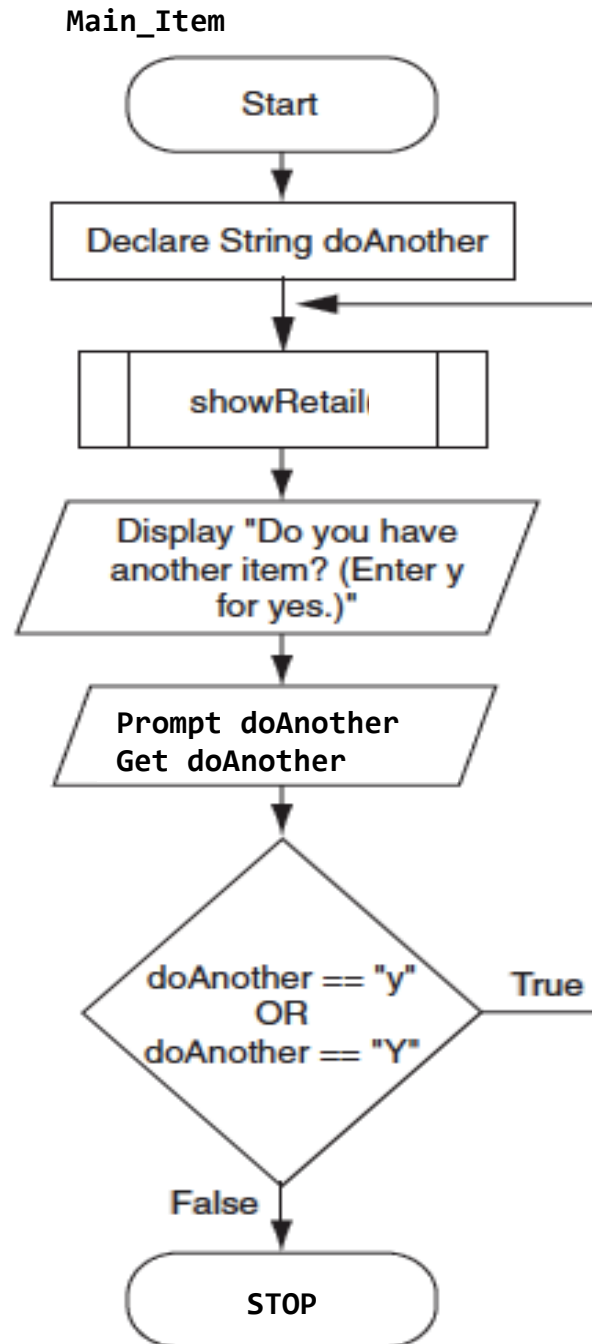 Main_Item
Start
Declare String doAnother
showRetail(
Display "Do you have
another item? (Enter y
for yes.)"
Prompt doAnother
Get doAnother
doAnother == "y"
OR
doAnother == "Y"
True
False
STOP